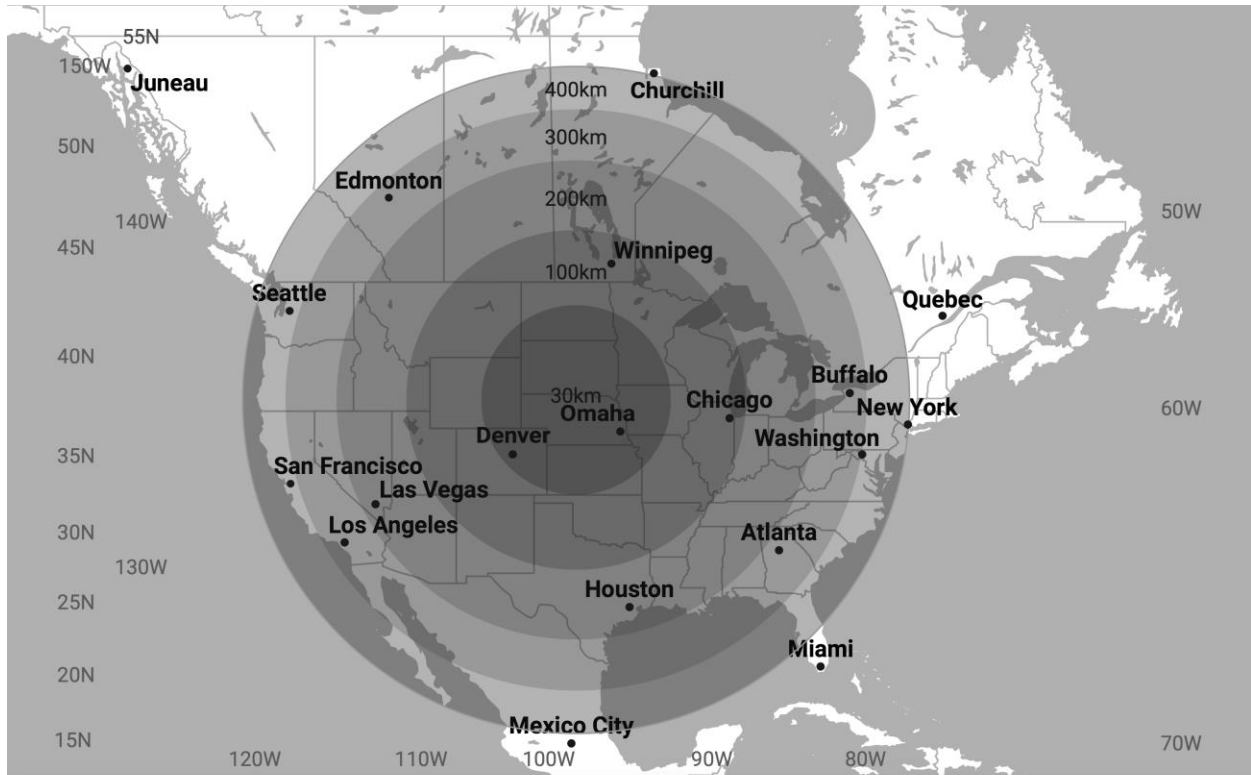 55N
150W
Juneau
400km
Churchill
300km
50N
Edmonton
200km
140W
50W
45N
Winnipeg
100km
Seattle
Quebec
40N
Buffalo
30km
Chicago
New York
60W
Omaha
Denver
Washington
35N
San Francisco
Las Vegas
30N
Los Angeles
Atlanta
130W
Houston
25N
Miami
20N
Mexico City
15N
120W
110W
100W
90W
80W
70W